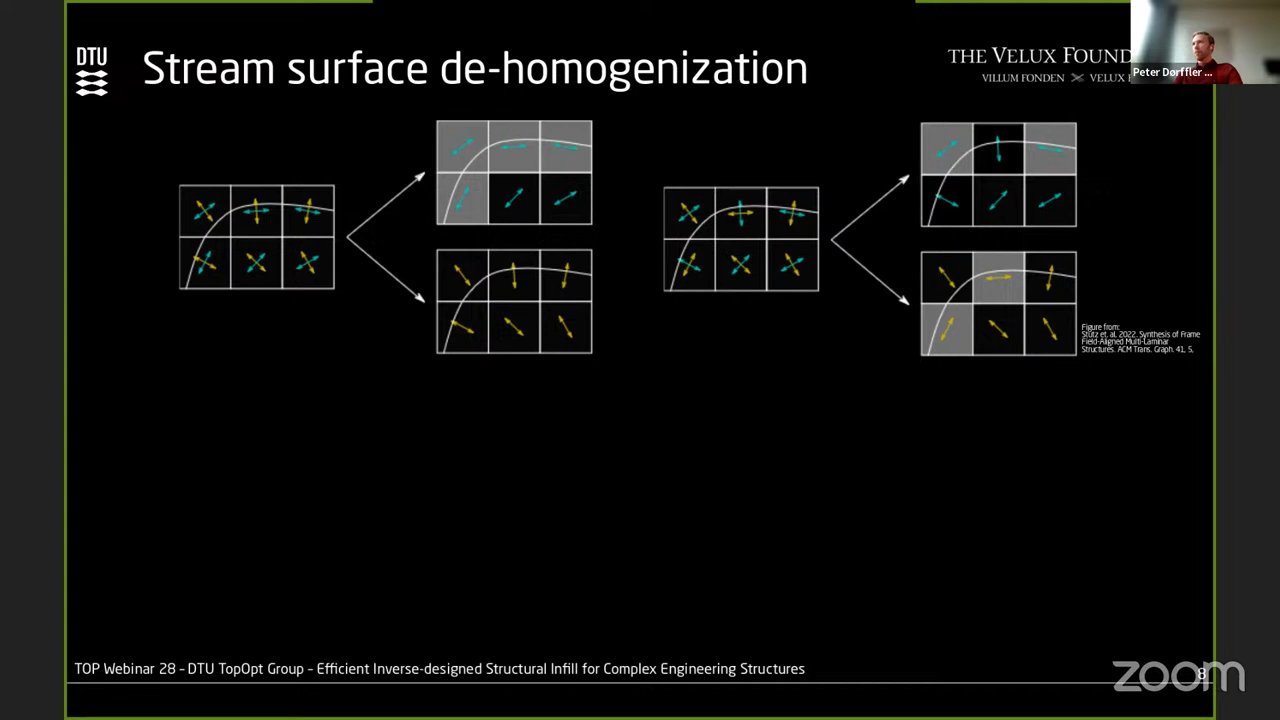 DTU
Stream surface de-homogenization
THE VELUX FOUND
VILLUM FONDEN
VELUX
Peter Dørffler ...
Figure from:
Stutz et. al. 2022. Synthesis of Frame
Field-Aligned Multi-Laminar
Structures. ACM Trans. Graph. 41, 5,
TOP Webinar 28 – DTU TopOpt Group – Efficient Inverse-designed Structural Infill for Complex Engineering Structures
8
zoom